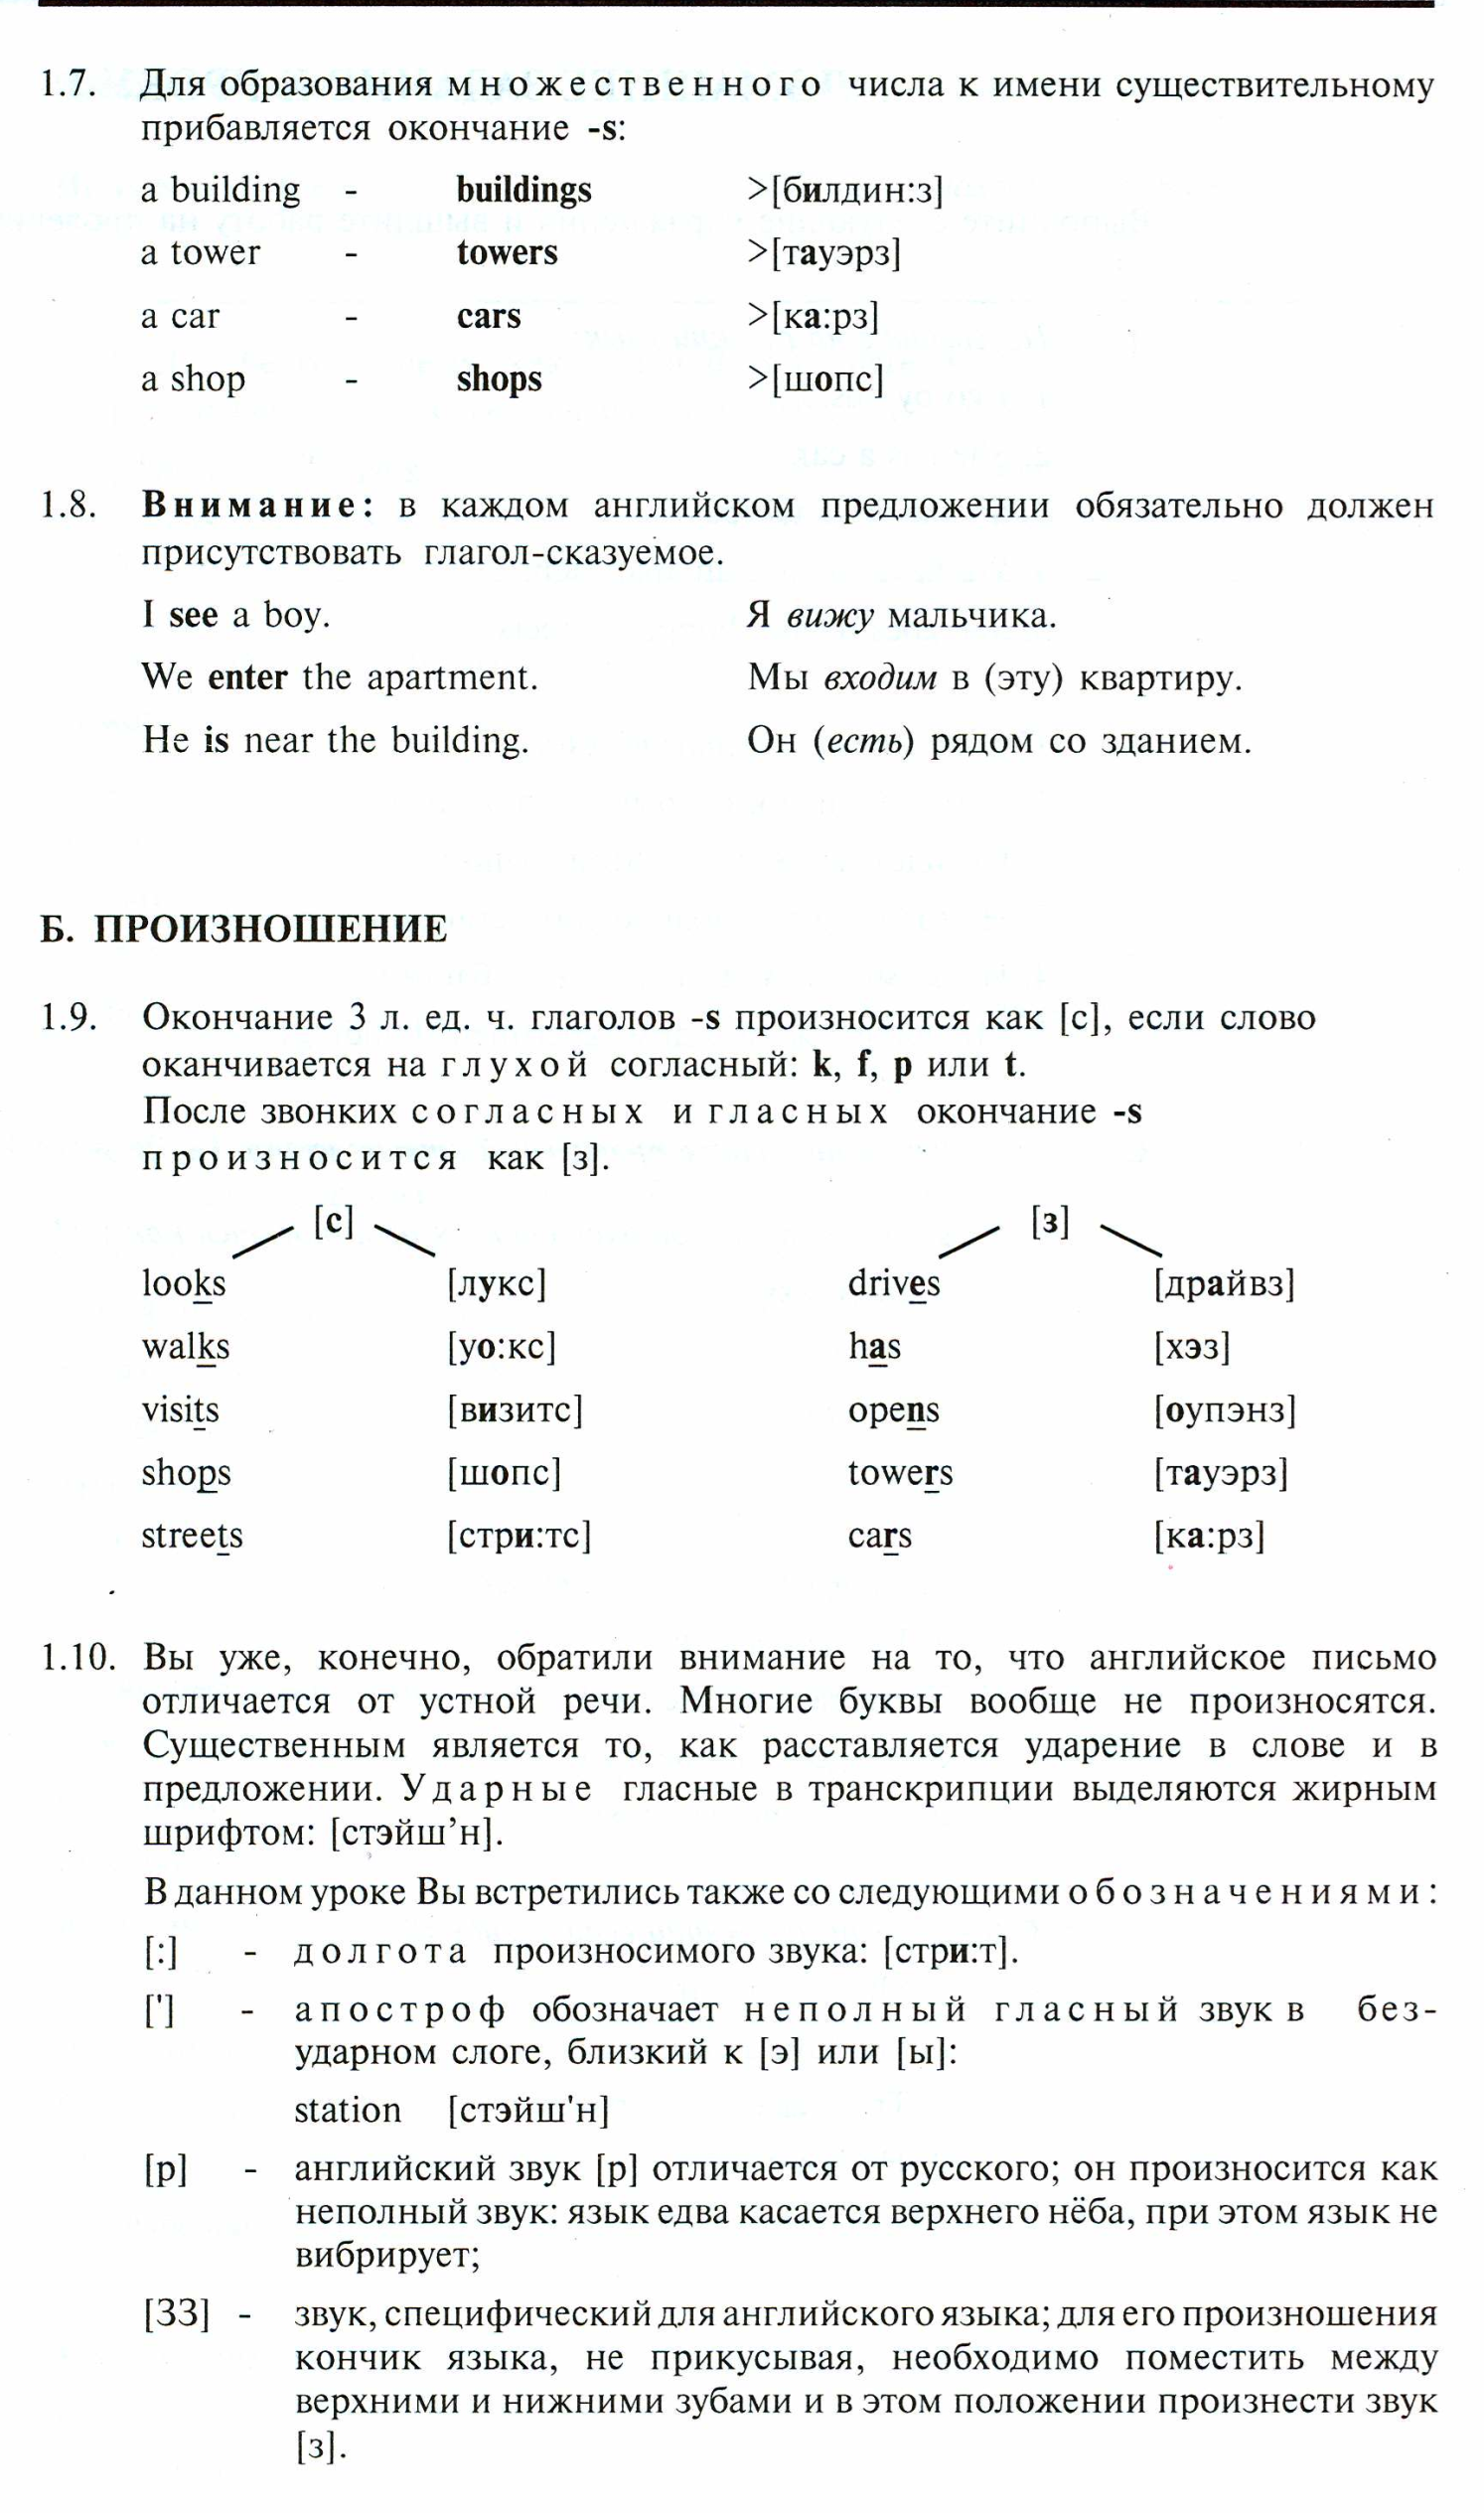 1.7. Для образования множественного числа к имени существительному
прибавляется окончание -s:
a building - buildings >[билдин:з]
a tower - towers >[тауэрз]
a car - cars >[ка:рз]
a shop - shops >[шопс]
1.8. Внимание: в каждом английском предложении обязательно должен
присутствовать глагол-сказуемое.
I see a boy. Я вижу мальчика.
We enter the apartment. Мы входим в (эту) квартиру.
He is near the building. Он (есть) рядом со зданием.
Б. ПРОИЗНОШЕНИЕ
1.9. Окончание 3 л. ед. ч. глаголов -s произносится как [с], если слово
оканчивается на глухой согласный: k, f, p или t.
После звонких согласных и гласных окончание -s
произносится как [з].
[с] [з]
looks [лукс] drives [драйвз]
walks [уо:кс] has [хэз]
visits [визитс] opens [оупэнз]
shops [шопс] towers [тауэрз]
streets [стри:тс] cars [ка:рз]
1.10. Вы уже, конечно, обратили внимание на то, что английское письмо
отличается от устной речи. Многие буквы вообще не произносятся.
Существенным является то, как расставляется ударение в слове и в
предложении. Ударные гласные в транскрипции выделяются жирным
шрифтом: [стэйш’н].
В данном уроке Вы встретились также со следующими обозначениями:
[:] - долгота произносимого звука: [стри:т].
['] - апостроф обозначает неполный гласный звук в без-
ударном слоге, близкий к [э] или [ы]:
station [стэйш'н]
[р] - английский звук [р] отличается от русского; он произносится как
неполный звук: язык едва касается верхнего нёба, при этом язык не
вибрирует;
[ЗЗ] - звук, специфический для английского языка; для его произношения
кончик языка, не прикусывая, необходимо поместить между
верхними и нижними зубами и в этом положении произнести звук
[з].